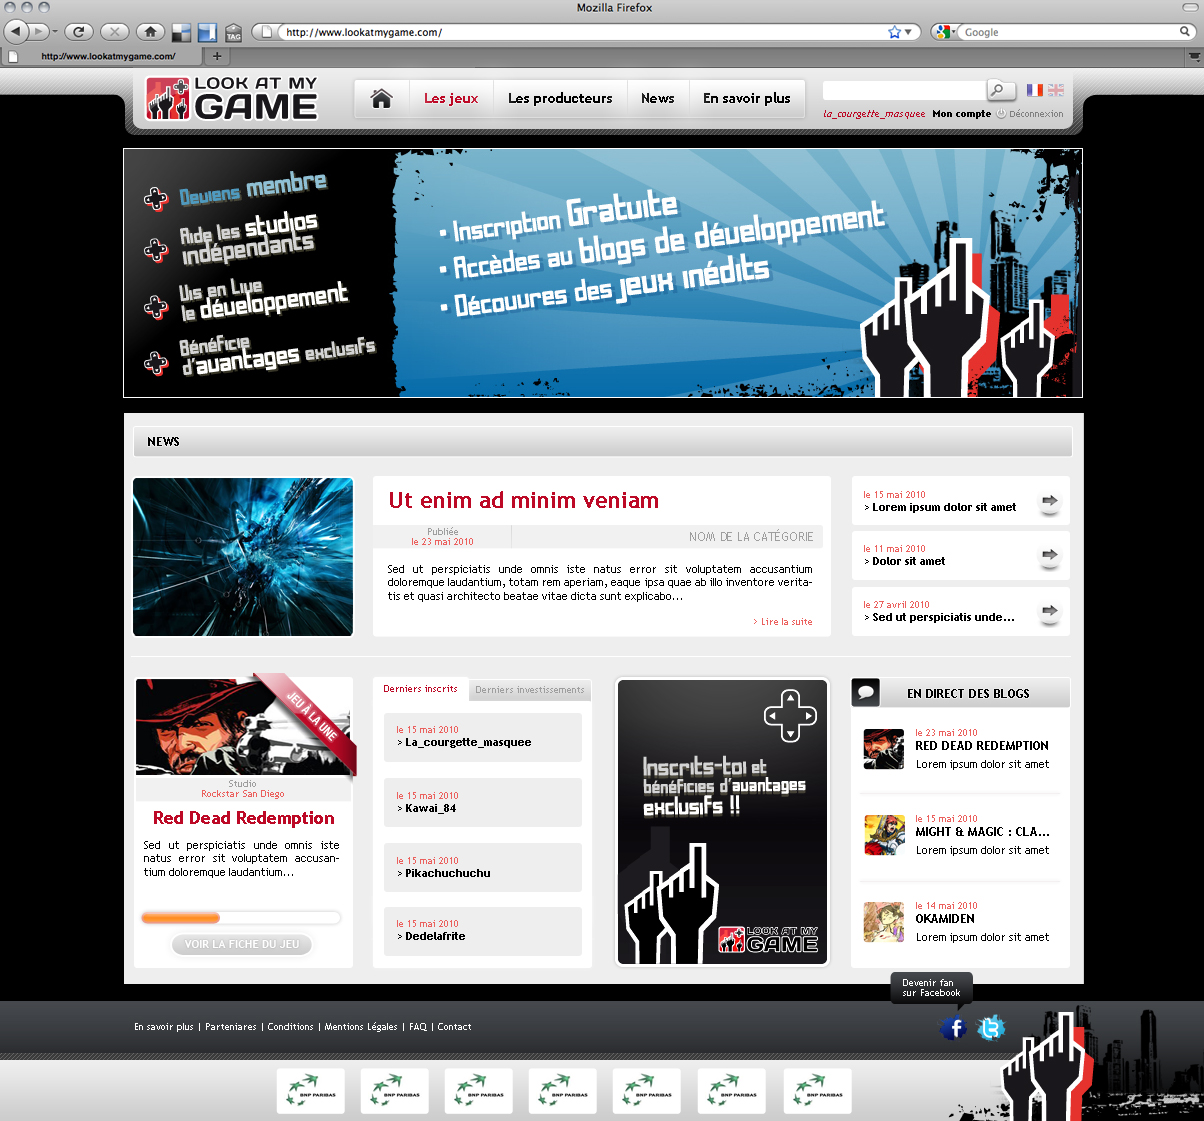 Mozilla Firefox
http://www.lookatmygame.com/
Google
http://www.lookatmygame.com/
TAG
LOOK AT MY
GAME
Les jeux
Les producteurs
News
En savoir plus
la_courgette_masquee Mon compte Déconnexion
Deviens membre
Aide les studios
indépendants
Vis en Live
le développement
Bénéficie
d'avantages exclusifs
• Inscription Gratuite
• Accèdes au blogs de développement
• Découvres des jeux inédits
NEWS
Ut enim ad minim veniam
Publiée
le 23 mai 2010
NOM DE LA CATÉGORIE
Sed ut perspiciatis unde omnis iste natus error sit voluptatem accusantium
doloremque laudantium, totam rem aperiam, eaque ipsa quae ab illo inventore verita-
tis et quasi architecto beatae vitae dicta sunt explicabo...
> Lire la suite
le 15 mai 2010
> Lorem ipsum dolor sit amet
le 11 mai 2010
> Dolor sit amet
le 27 avril 2010
> Sed ut perspiciatis unde...
JEU À LA UNE
Studio
Rockstar San Diego
Red Dead Redemption
Sed ut perspiciatis unde omnis iste
natus error sit voluptatem accusan-
tium doloremque laudantium...
VOIR LA FICHE DU JEU
Derniers inscrits
Derniers investissements
le 15 mai 2010
> La_courgette_masquee
le 15 mai 2010
> Kawai_84
le 15 mai 2010
> Pikachuchuchu
le 15 mai 2010
> Dedelafrite
Inscrits-toi et
bénéficies d'avantages
exclusifs !!
LOOK AT MY
GAME
EN DIRECT DES BLOGS
le 23 mai 2010
RED DEAD REDEMPTION
Lorem ipsum dolor sit amet
le 15 mai 2010
MIGHT & MAGIC : CLA...
Lorem ipsum dolor sit amet
le 14 mai 2010
OKAMIDEN
Lorem ipsum dolor sit amet
Devenir fan
sur Facebook
En savoir plus | Partenaires | Conditions | Mentions Légales | FAQ | Contact
BNP PARIBAS
BNP PARIBAS
BNP PARIBAS
BNP PARIBAS
BNP PARIBAS
BNP PARIBAS
BNP PARIBAS